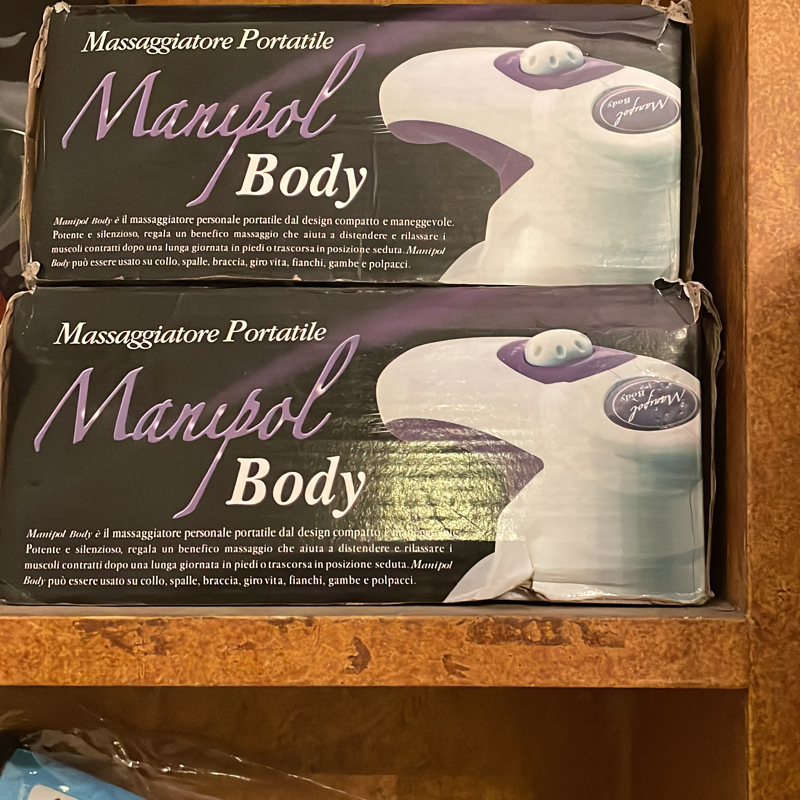 Massaggiatore Portatile
Manipol
Body
Manipol Body
Manipol Body è il massaggiatore personale portatile dal design compatto e maneggevole.
Potente e silenzioso, regala un benefico massaggio che aiuta a distendere e rilassare i
muscoli contratti dopo una lunga giornata in piedi o trascorsa in posizione seduta. Manipol
Body può essere usato su collo, spalle, braccia, giro vita, fianchi, gambe e polpacci.
Massaggiatore Portatile
Manipol
Body
Manipol Body
Manipol Body è il massaggiatore personale portatile dal design compatto e maneggevole.
Potente e silenzioso, regala un benefico massaggio che aiuta a distendere e rilassare i
muscoli contratti dopo una lunga giornata in piedi o trascorsa in posizione seduta. Manipol
Body può essere usato su collo, spalle, braccia, giro vita, fianchi, gambe e polpacci.